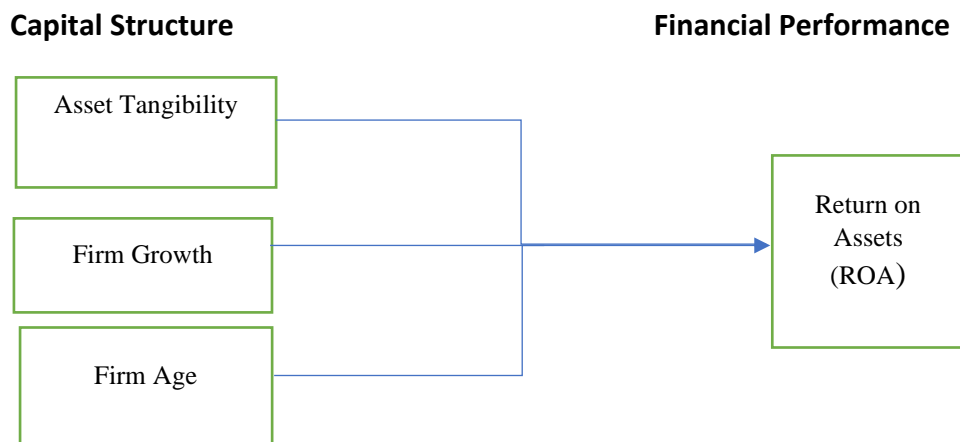 Capital Structure
Financial Performance
Asset Tangibility
Firm Growth
Firm Age
Return on
Assets
(ROA)